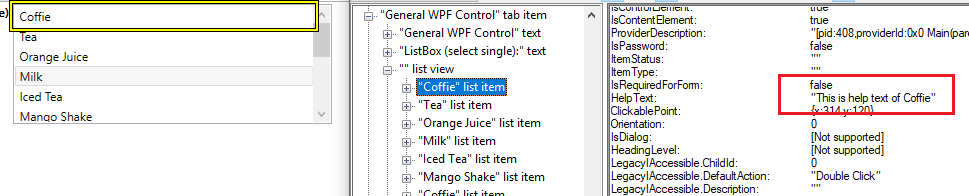 e)
Coffie
Tea
Orange Juice
Milk
Iced Tea
Mango Shake
"General WPF Control" tab item
"General WPF Control" text
"ListBox (select single):" text
"" list view
"Coffie" list item
"Tea" list item
"Orange Juice" list item
"Milk" list item
"Iced Tea" list item
"Mango Shake" list item
"Coffie" list item
IsControlElement: true
IsContentElement: true
ProviderDescription: "[pid:408,providerId:0x0 Main(pare
IsPassword: false
ItemStatus: ""
ItemType: ""
IsRequiredForForm: false
HelpText: "This is help text of Coffie"
ClickablePoint: {x:314 y:120}
Orientation: 0
IsDialog: [Not supported]
HeadingLevel: [Not supported]
LegacyIAccessible.ChildId: 0
LegacyIAccessible.DefaultAction: "Double Click"
LegacyIAccessible.Description: ""